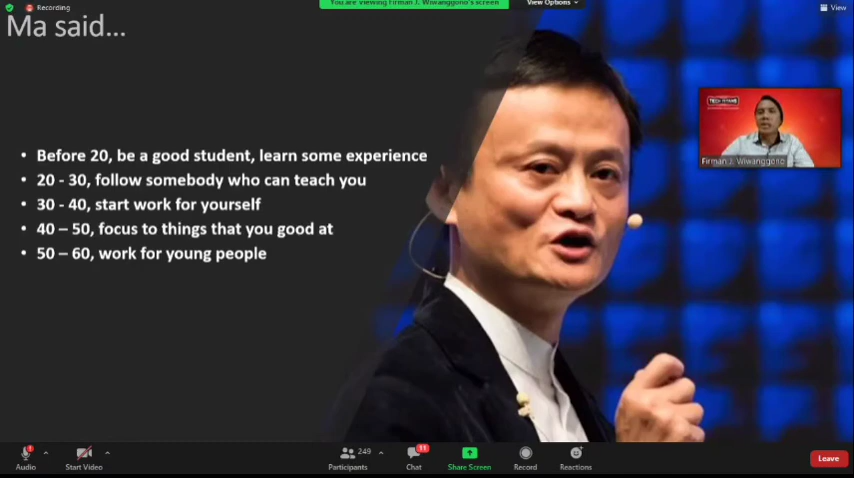 Recording
You are viewing Firman J. Wiwanggono's screen
View Options
View
Ma said...
• Before 20, be a good student, learn some experience
• 20 - 30, follow somebody who can teach you
• 30 - 40, start work for yourself
• 40 – 50, focus to things that you good at
• 50 – 60, work for young people
Firman J. Wiwanggono
Audio
Start Video
249
Participants
11
Chat
Share Screen
Record
Reactions
Leave